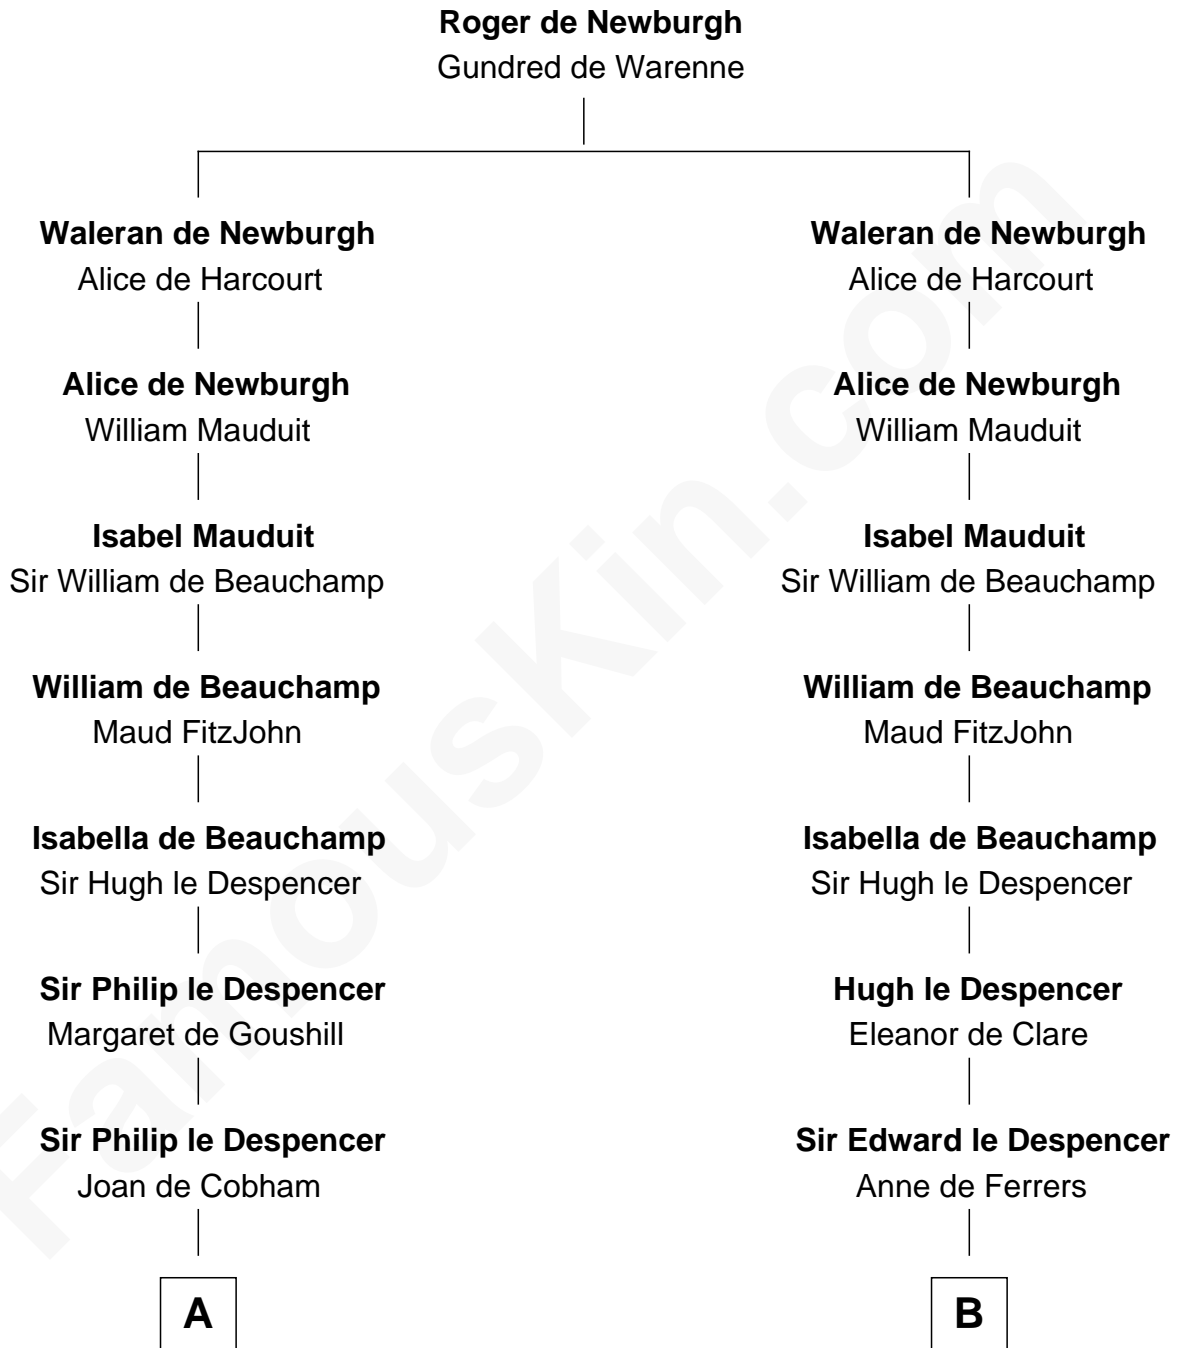 Roger de Newburgh
Gundred de Warenne
Waleran de Newburgh
Alice de Harcourt
Alice de Newburgh
William Mauduit
Isabel Mauduit
Sir William de Beauchamp
William de Beauchamp
Maud FitzJohn
Isabella de Beauchamp
Sir Hugh le Despencer
Sir Philip le Despencer
Margaret de Goushill
Sir Philip le Despencer
Joan de Cobham
A
Waleran de Newburgh
Alice de Harcourt
Alice de Newburgh
William Mauduit
Isabel Mauduit
Sir William de Beauchamp
William de Beauchamp
Maud FitzJohn
Isabella de Beauchamp
Sir Hugh le Despencer
Hugh le Despencer
Eleanor de Clare
Sir Edward le Despencer
Anne de Ferrers
B
FamousKin.com